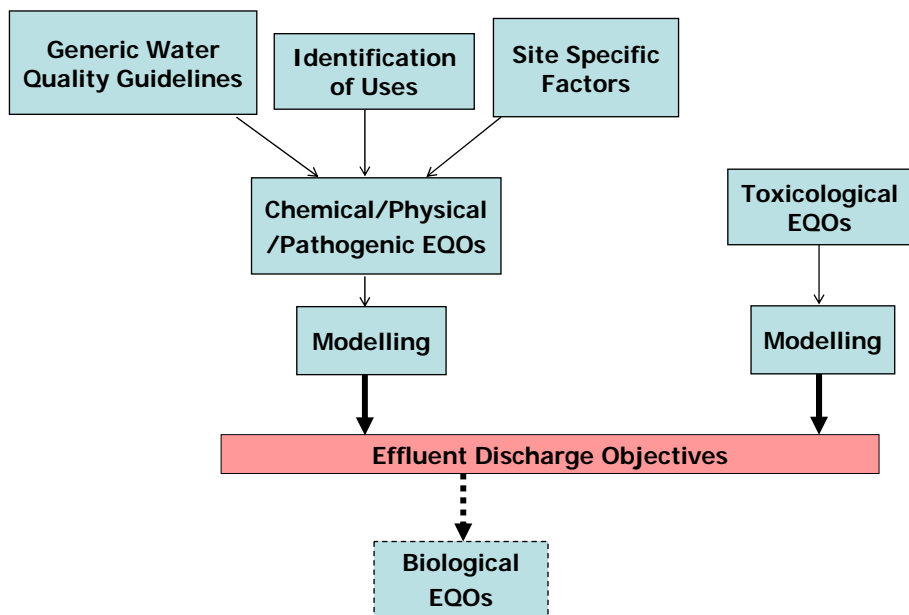 Generic Water
Quality Guidelines
Identification
of Uses
Site Specific
Factors
Chemical/Physical
/Pathogenic EQOs
Toxicological
EQOs
Modelling
Modelling
Effluent Discharge Objectives
Biological
EQOs